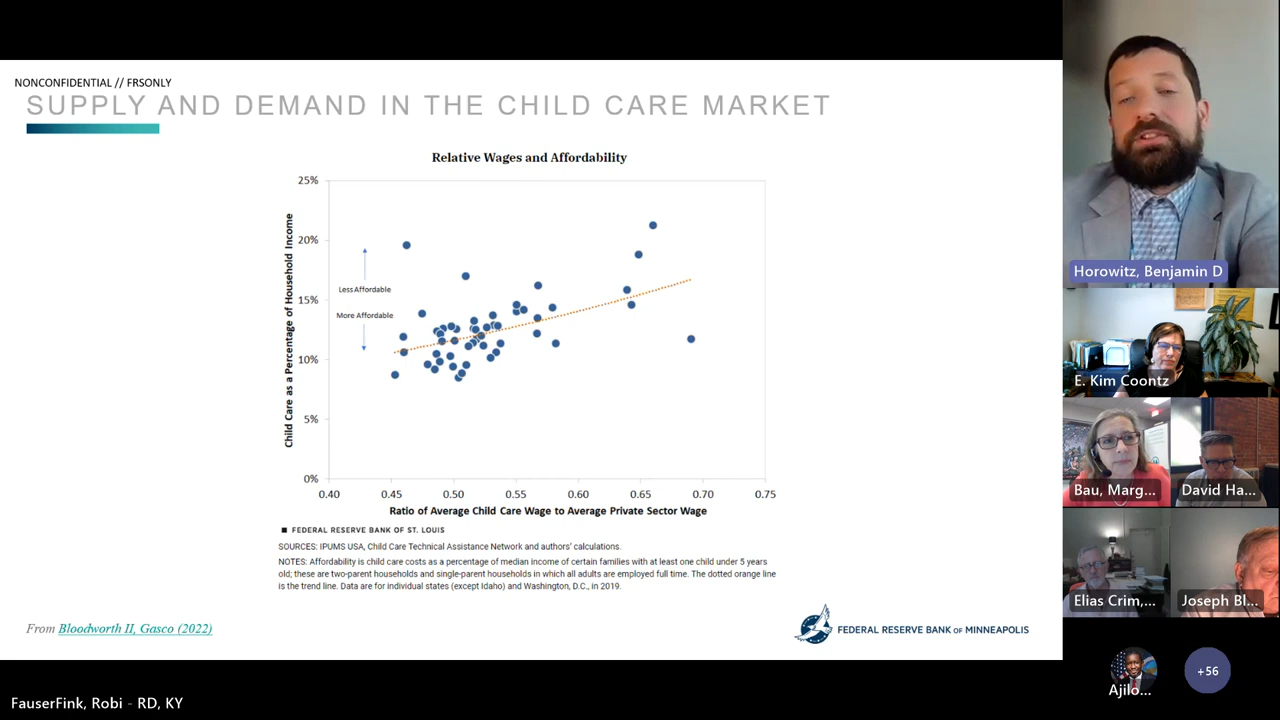 NONCONFIDENTIAL // FRSONLY
SUPPLY AND DEMAND IN THE CHILD CARE MARKET
Relative Wages and Affordability
Child Care as a Percentage of Household Income
25%
20%
15%
10%
5%
0%
Less Affordable
More Affordable
0.40
0.45
0.50
0.55
0.60
0.65
0.70
0.75
Ratio of Average Child Care Wage to Average Private Sector Wage
FEDERAL RESERVE BANK OF ST. LOUIS
SOURCES: IPUMS USA, Child Care Technical Assistance Network and authors' calculations.
NOTES: Affordability is child care costs as a percentage of median income of certain families with at least one child under 5 years
old; these are two-parent households and single-parent households in which all adults are employed full time. The dotted orange line
is the trend line. Data are for individual states (except Idaho) and Washington, D.C., in 2019.
From Bloodworth II, Gasco (2022)
FEDERAL RESERVE BANK OF MINNEAPOLIS
Horowitz, Benjamin D
E. Kim Coontz
Bau, Marg...
David Ha...
Elias Crim,...
Joseph Bl...
Ajilo...
+56
FauserFink, Robi - RD, KY